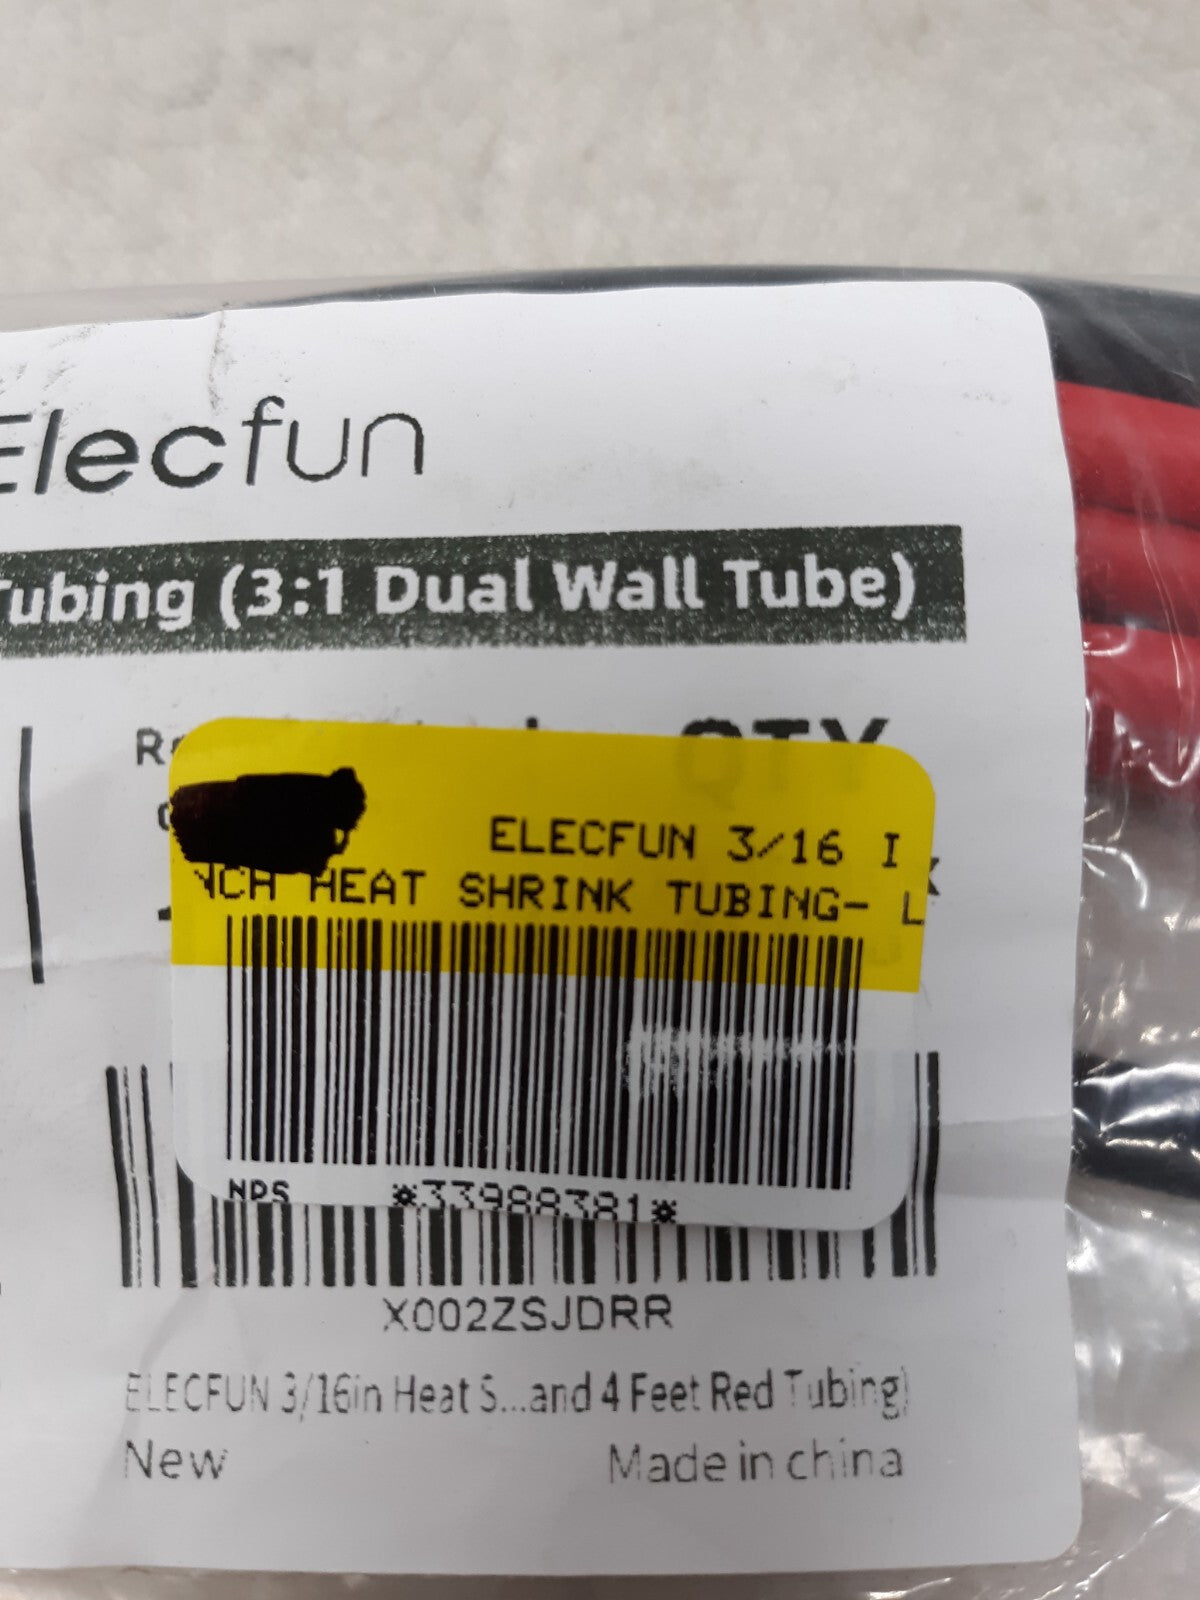 Elecfun
Tubing (3:1 Dual Wall Tube)
QTY
ELECFUN 3/16 I
NCH HEAT SHRINK TUBING- L
NPS *33988381*
X002ZSJDRR
ELECFUN 3/16in Heat S...and 4 Feet Red Tubing)
New Made in china